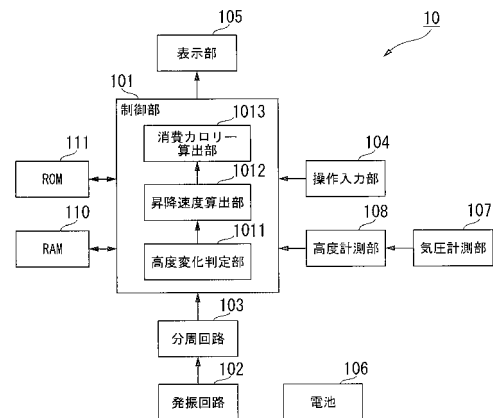 105
10
表示部
101
制御部
1013
消費カロリー
算出部
111
ROM
1012
昇降速度算出部
104
操作入力部
110
RAM
1011
高度変化判定部
108
高度計測部
107
気圧計測部
103
分周回路
102
発振回路
106
電池